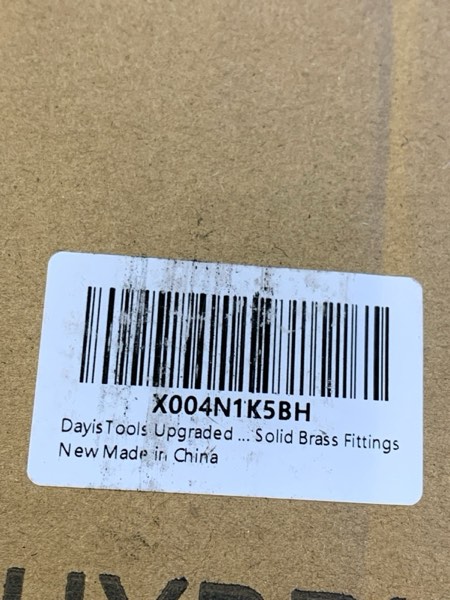 X004N1K5BH
DayisTools Upgraded ... Solid Brass Fittings
New Made in China